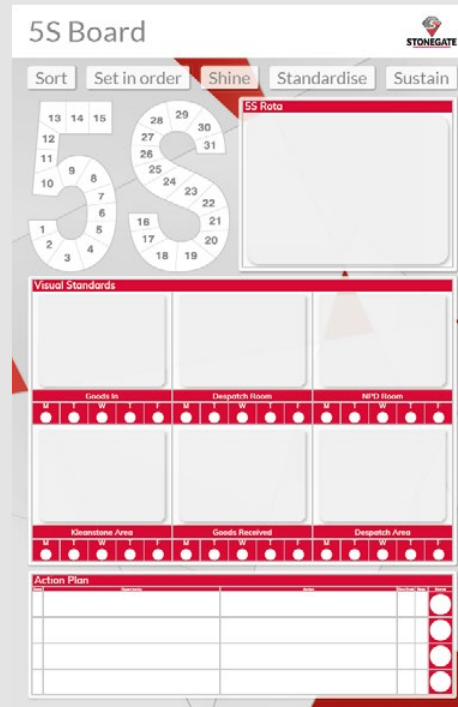 5S Board
STONEGATE
Sort Set in order Shine Standardise Sustain
13 14 15
12
11
10 9 8
7
6
5
1 2 3 4
28 29 30
27 31
26
25
24 23
22
16 21
17 20
18 19
5S Rota
Visual Standards
Goods In Despatch Room NPD Room
M T W T F M T W T F M T W T F
Kleanstone Area Goods Received Despatch Area
M T W T F M T W T F M T W T F
Action Plan
Opportunity Action